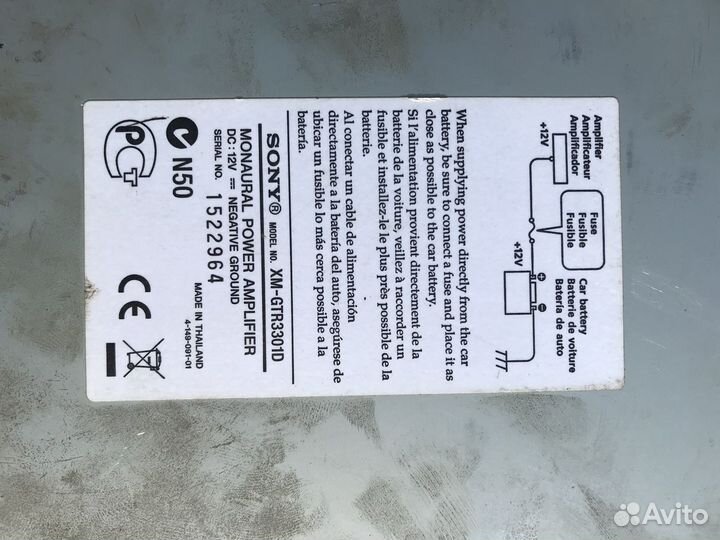 Amplifier
Amplificateur
Amplificador
+12V
Fuse
Fusible
Fusible
+12V
Car battery
Batterie de voiture
Batería de auto
When supplying power directly from the car
battery, be sure to connect a fuse and place it as
close as possible to the car battery.
Si l'alimentation provient directement de la
batterie de la voiture, veillez à raccorder un
fusible et installez-le le plus près possible de la
batterie.
Al conectar un cable de alimentación
directamente a la batería del auto, asegúrese de
ubicar un fusible lo más cerca posible a la
batería.
SONY® MODEL NO. XM-GTR3301D
MONAURAL POWER AMPLIFIER
DC: 12V ⎓ NEGATIVE GROUND
SERIAL NO. 1522964
MADE IN THAILAND
4-149-091-01
N50
PCT
CE
Avito